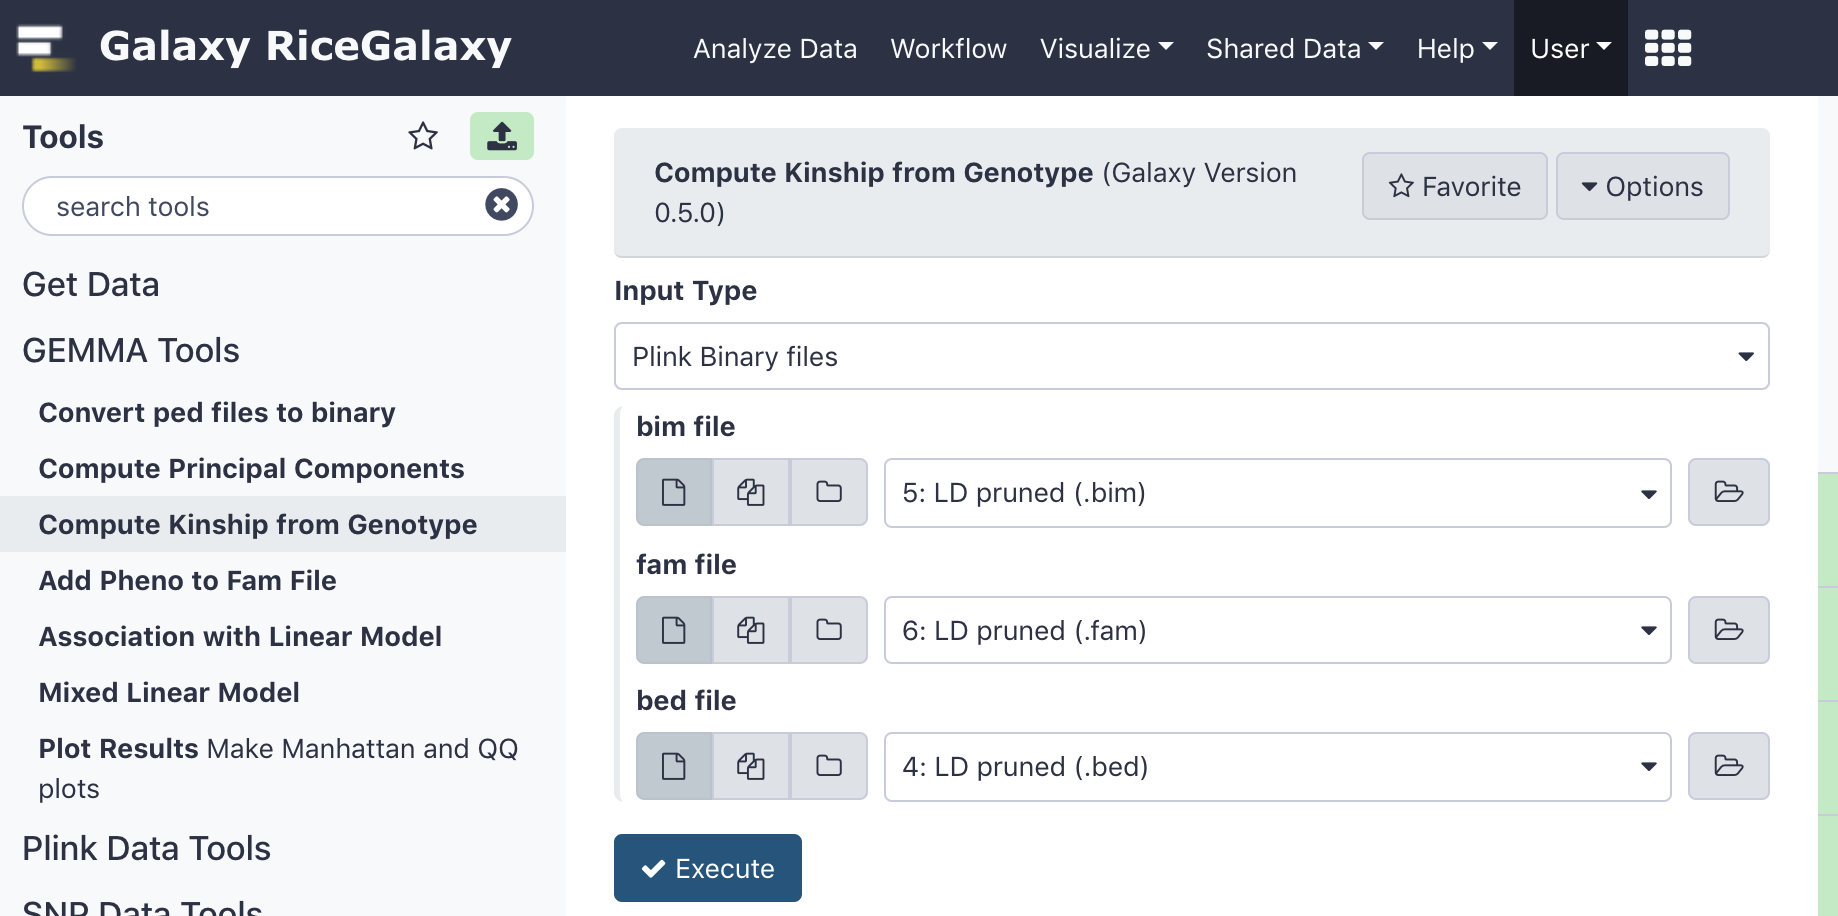 Galaxy RiceGalaxy
Analyze Data Workflow Visualize Shared Data Help User
Tools
search tools
Get Data
GEMMA Tools
Convert ped files to binary
Compute Principal Components
Compute Kinship from Genotype
Add Pheno to Fam File
Association with Linear Model
Mixed Linear Model
Plot Results Make Manhattan and QQ
plots
Plink Data Tools
SNP Data Tools
Compute Kinship from Genotype (Galaxy Version
0.5.0)
Favorite
Options
Input Type
Plink Binary files
bim file
5: LD pruned (.bim)
fam file
6: LD pruned (.fam)
bed file
4: LD pruned (.bed)
Execute